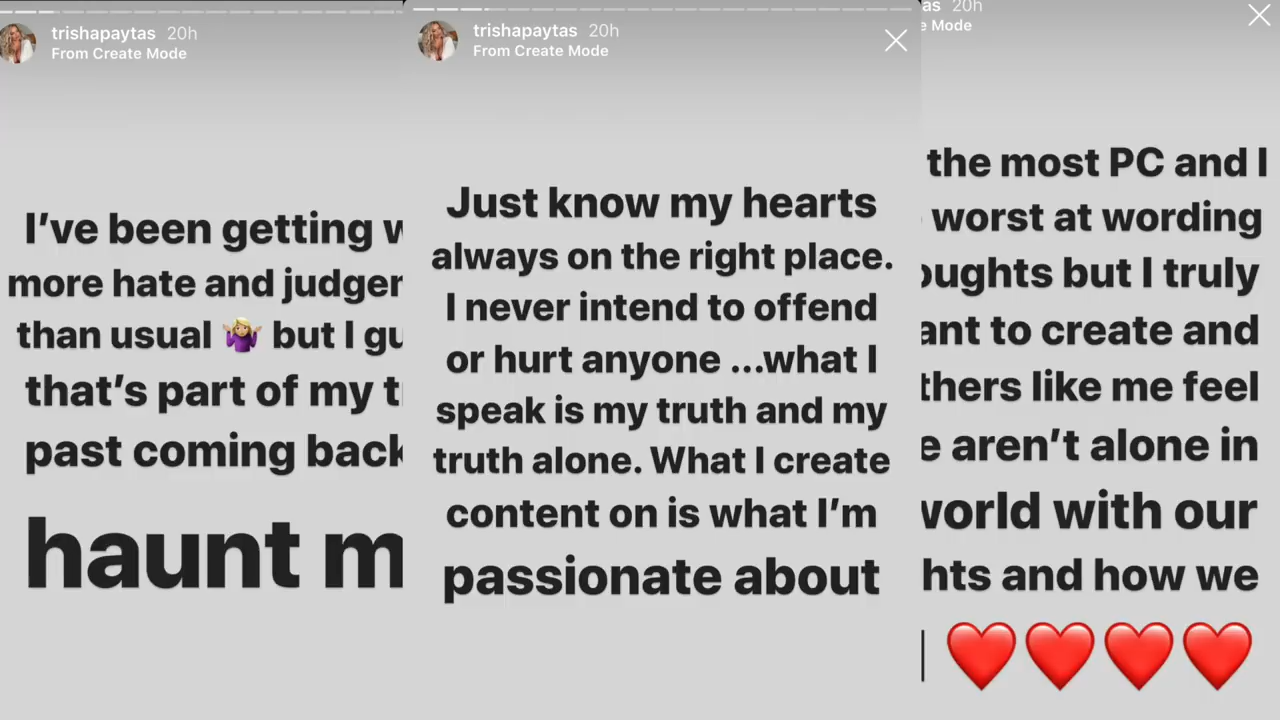 trishapaytas 20h
From Create Mode
I've been getting
more hate and
than usual 🤷🏼‍♀️ but I
that's part of my
past coming back
haunt
trishapaytas 20h
From Create Mode
Just know my hearts
always on the right place.
I never intend to offend
or hurt anyone ...what I
speak is my truth and my
truth alone. What I create
content on is what I'm
passionate about
20h
Mode
the most PC and I
worst at wording
but I truly
to create and
like me feel
aren't alone in
with our
and how we
❤️❤️❤️❤️